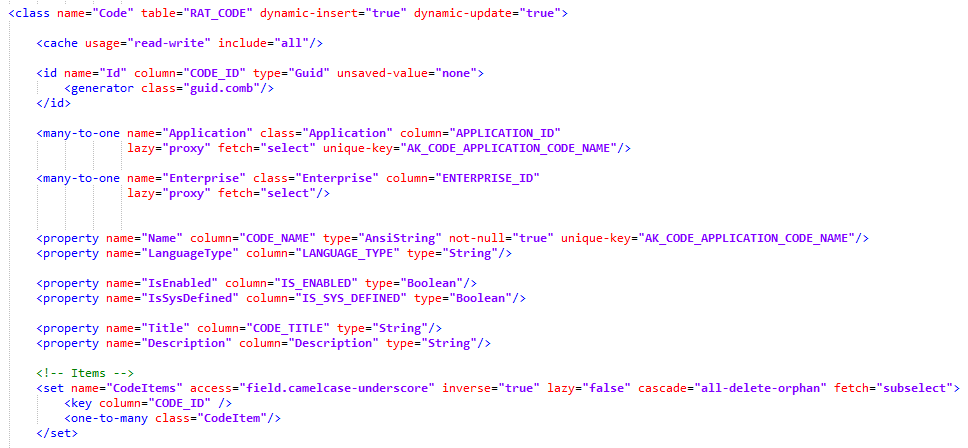 <class name="Code" table="RAT_CODE" dynamic-insert="true" dynamic-update="true">
<cache usage="read-write" include="all"/>
<id name="Id" column="CODE_ID" type="Guid" unsaved-value="none">
<generator class="guid.comb"/>
</id>
<many-to-one name="Application" class="Application" column="APPLICATION_ID"
lazy="proxy" fetch="select" unique-key="AK_CODE_APPLICATION_CODE_NAME"/>
<many-to-one name="Enterprise" class="Enterprise" column="ENTERPRISE_ID"
lazy="proxy" fetch="select"/>
<property name="Name" column="CODE_NAME" type="AnsiString" not-null="true" unique-key="AK_CODE_APPLICATION_CODE_NAME"/>
<property name="LanguageType" column="LANGUAGE_TYPE" type="String"/>
<property name="IsEnabled" column="IS_ENABLED" type="Boolean"/>
<property name="IsSysDefined" column="IS_SYS_DEFINED" type="Boolean"/>
<property name="Title" column="CODE_TITLE" type="String"/>
<property name="Description" column="Description" type="String"/>
<!-- Items -->
<set name="CodeItems" access="field.camelcase-underscore" inverse="true" lazy="false" cascade="all-delete-orphan" fetch="subselect">
<key column="CODE_ID" />
<one-to-many class="CodeItem"/>
</set>